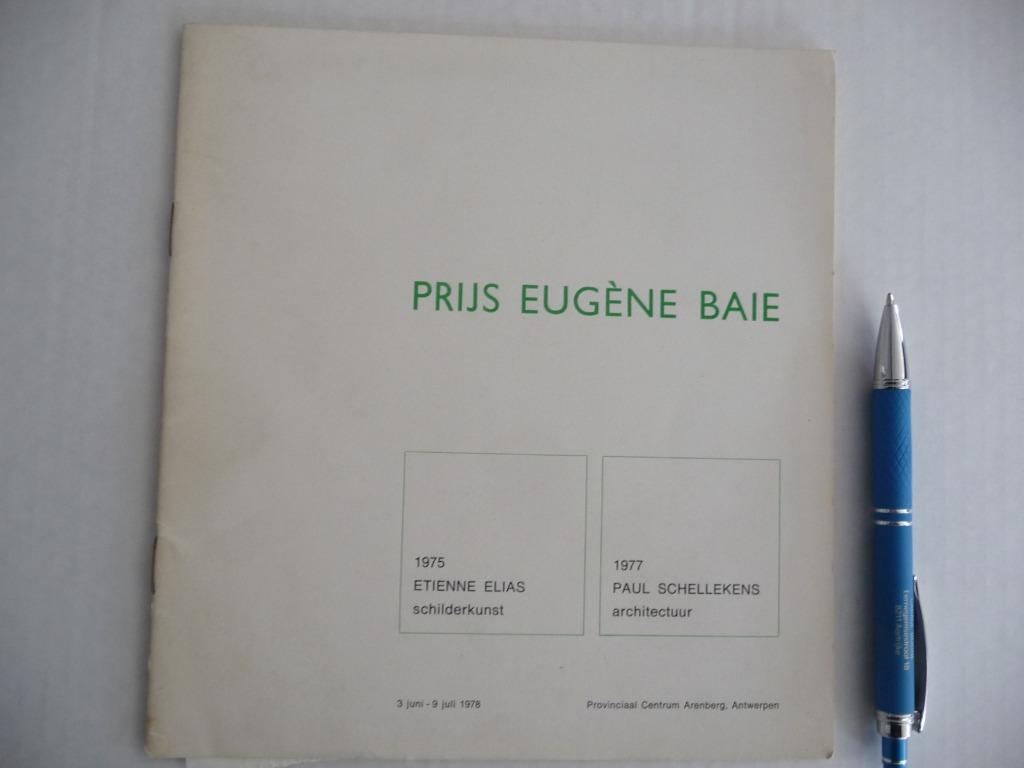 PRIJS EUGÈNE BAIE
1975
ETIENNE ELIAS
schilderkunst
1977
PAUL SCHELLEKENS
architectuur
3 juni - 9 juli 1978
Provinciaal Centrum Arenberg, Antwerpen